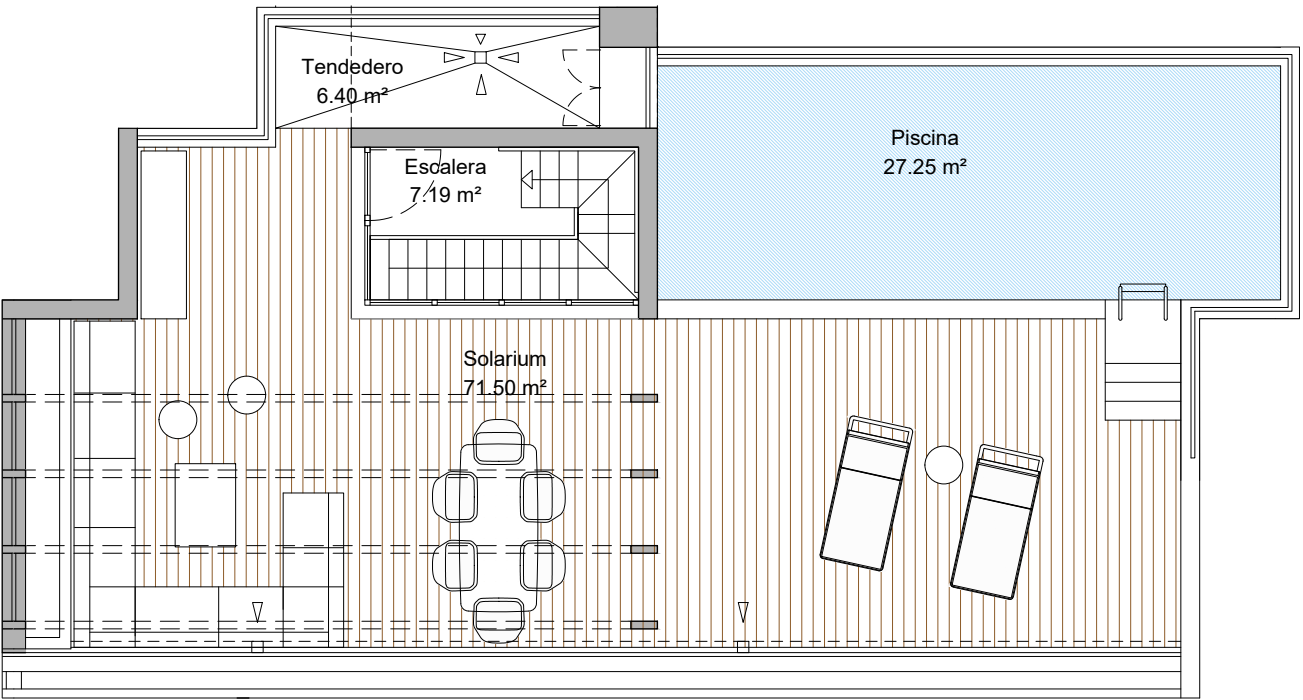 Tendedero
6.40 m²
Piscina
27.25 m²
Escalera
7.19 m²
Solarium
71.50 m²